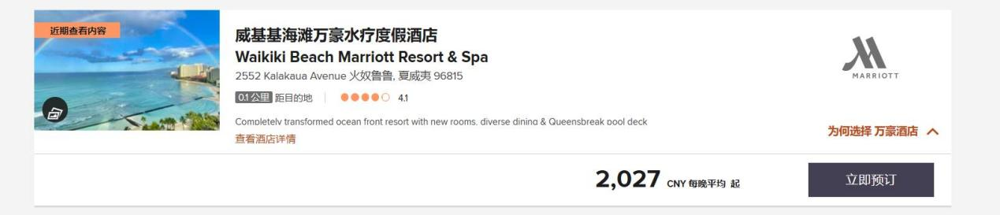 近期查看内容
威基基海滩万豪水疗度假酒店
Waikiki Beach Marriott Resort & Spa
2552 Kalakaua Avenue 火奴鲁鲁, 夏威夷 96815
0.1 公里 距目的地 4.1
MARRIOTT
Completely transformed ocean front resort with new rooms, diverse dining & Queensbreak pool deck
为何选择 万豪酒店
查看酒店详情
2,027 CNY 每晚平均 起
立即预订